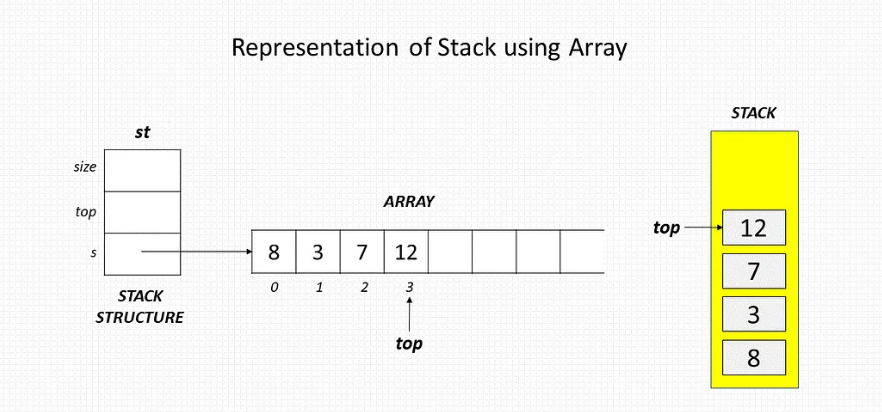 Representation of Stack using Array
st
size
top
s
STACK
STRUCTURE
ARRAY
8 3 7 12
0 1 2 3
top
STACK
top
12
7
3
8